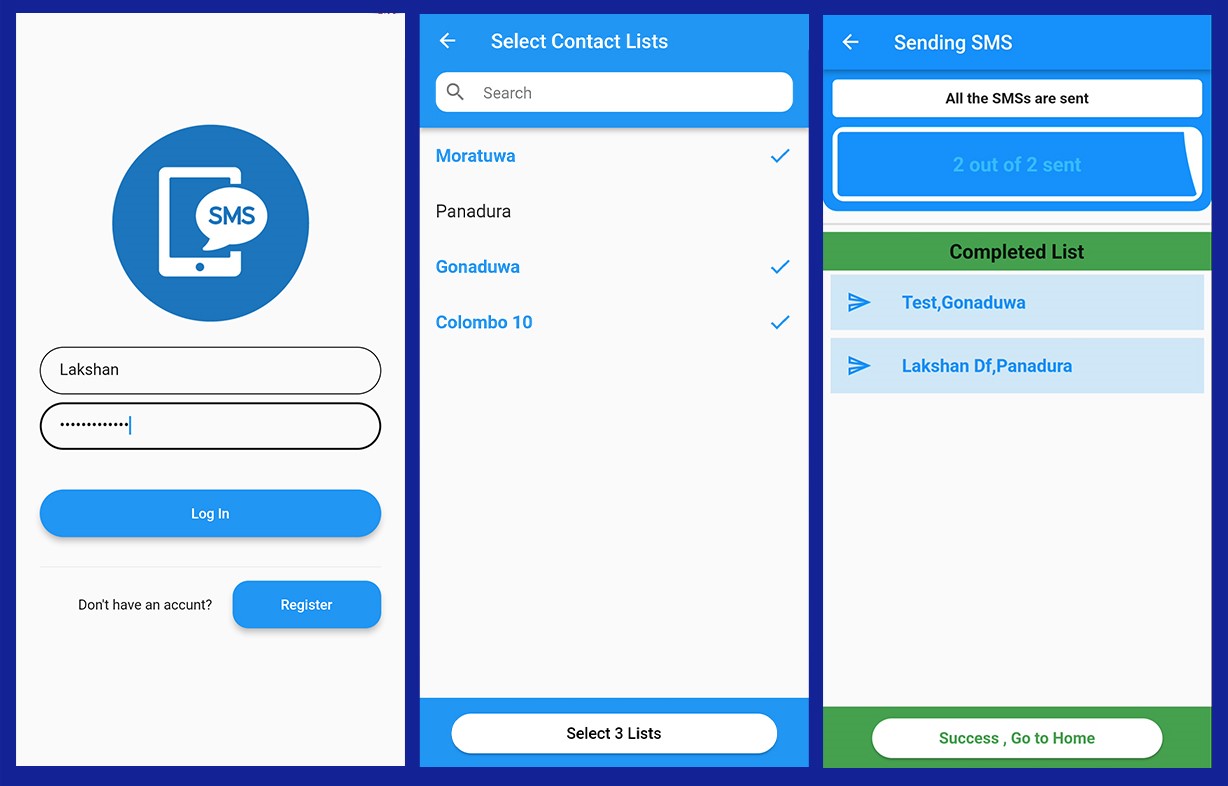 SMS
Lakshan
•••••••••••••
Log In
Don't have an accunt?
Register
Select Contact Lists
Search
Moratuwa
Panadura
Gonaduwa
Colombo 10
Select 3 Lists
Sending SMS
All the SMSs are sent
2 out of 2 sent
Completed List
Test,Gonaduwa
Lakshan Df,Panadura
Success , Go to Home